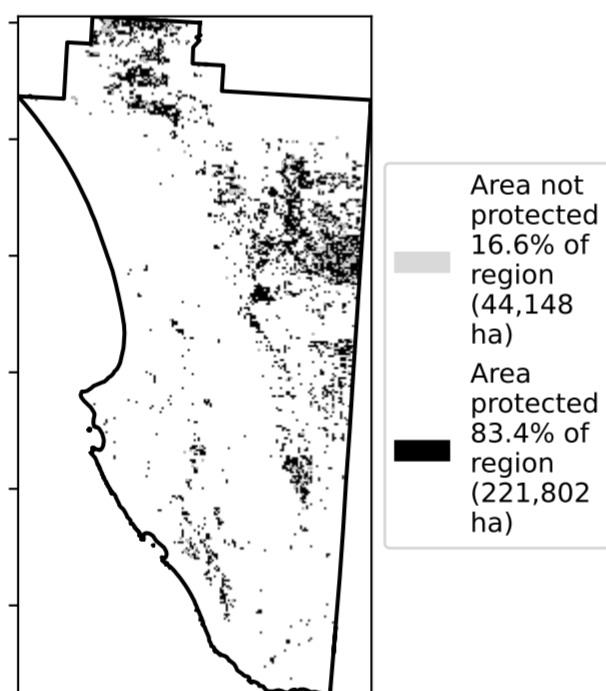 Area not
protected
16.6% of
region
(44,148
ha)
Area
protected
83.4% of
region
(221,802
ha)